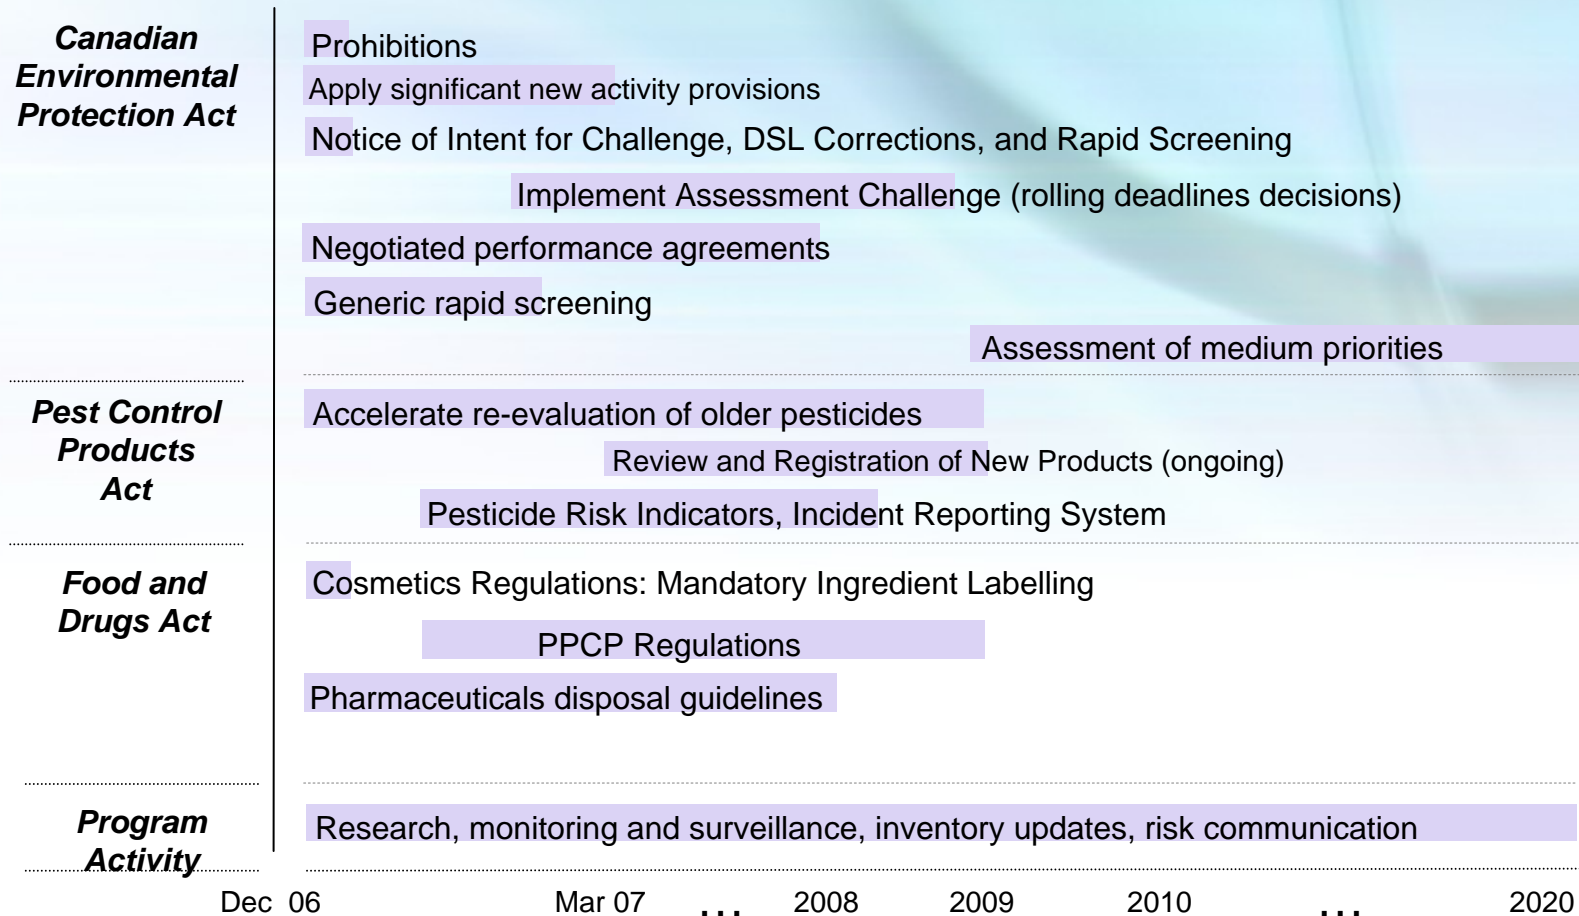 Canadian
Environmental
Protection Act
Prohibitions
Apply significant new activity provisions
Notice of Intent for Challenge, DSL Corrections, and Rapid Screening
Implement Assessment Challenge (rolling deadlines decisions)
Negotiated performance agreements
Generic rapid screening
Assessment of medium priorities
Pest Control
Products
Act
Accelerate re-evaluation of older pesticides
Review and Registration of New Products (ongoing)
Pesticide Risk Indicators, Incident Reporting System
Food and
Drugs Act
Cosmetics Regulations: Mandatory Ingredient Labelling
PPCP Regulations
Pharmaceuticals disposal guidelines
Program
Activity
Research, monitoring and surveillance, inventory updates, risk communication
Dec 06 Mar 07 ... 2008 2009 2010 ... 2020